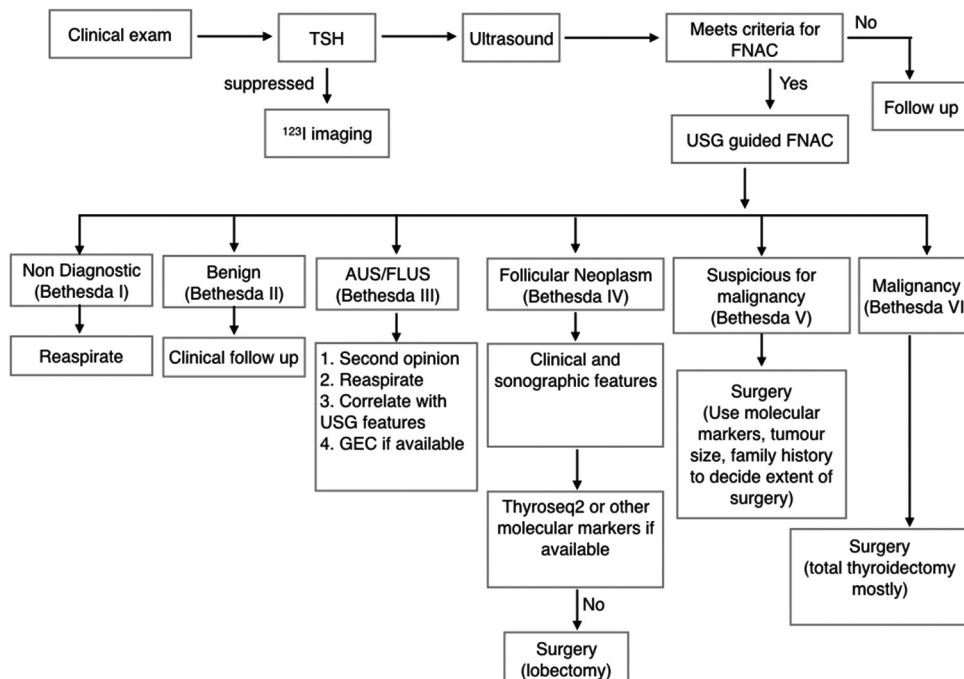 Clinical exam
TSH
Ultrasound
Meets criteria for
FNAC
No
suppressed
Yes
¹²³I imaging
Follow up
USG guided FNAC
Non Diagnostic
(Bethesda I)
Benign
(Bethesda II)
AUS/FLUS
(Bethesda III)
Follicular Neoplasm
(Bethesda IV)
Suspicious for
malignancy
(Bethesda V)
Malignancy
(Bethesda VI)
Reaspirate
Clinical follow up
1. Second opinion
2. Reaspirate
3. Correlate with
USG features
4. GEC if available
Clinical and
sonographic features
Surgery
(Use molecular
markers, tumour
size, family history
to decide extent of
surgery)
Thyroseq2 or other
molecular markers if
available
Surgery
(total thyroidectomy
mostly)
No
Surgery
(lobectomy)